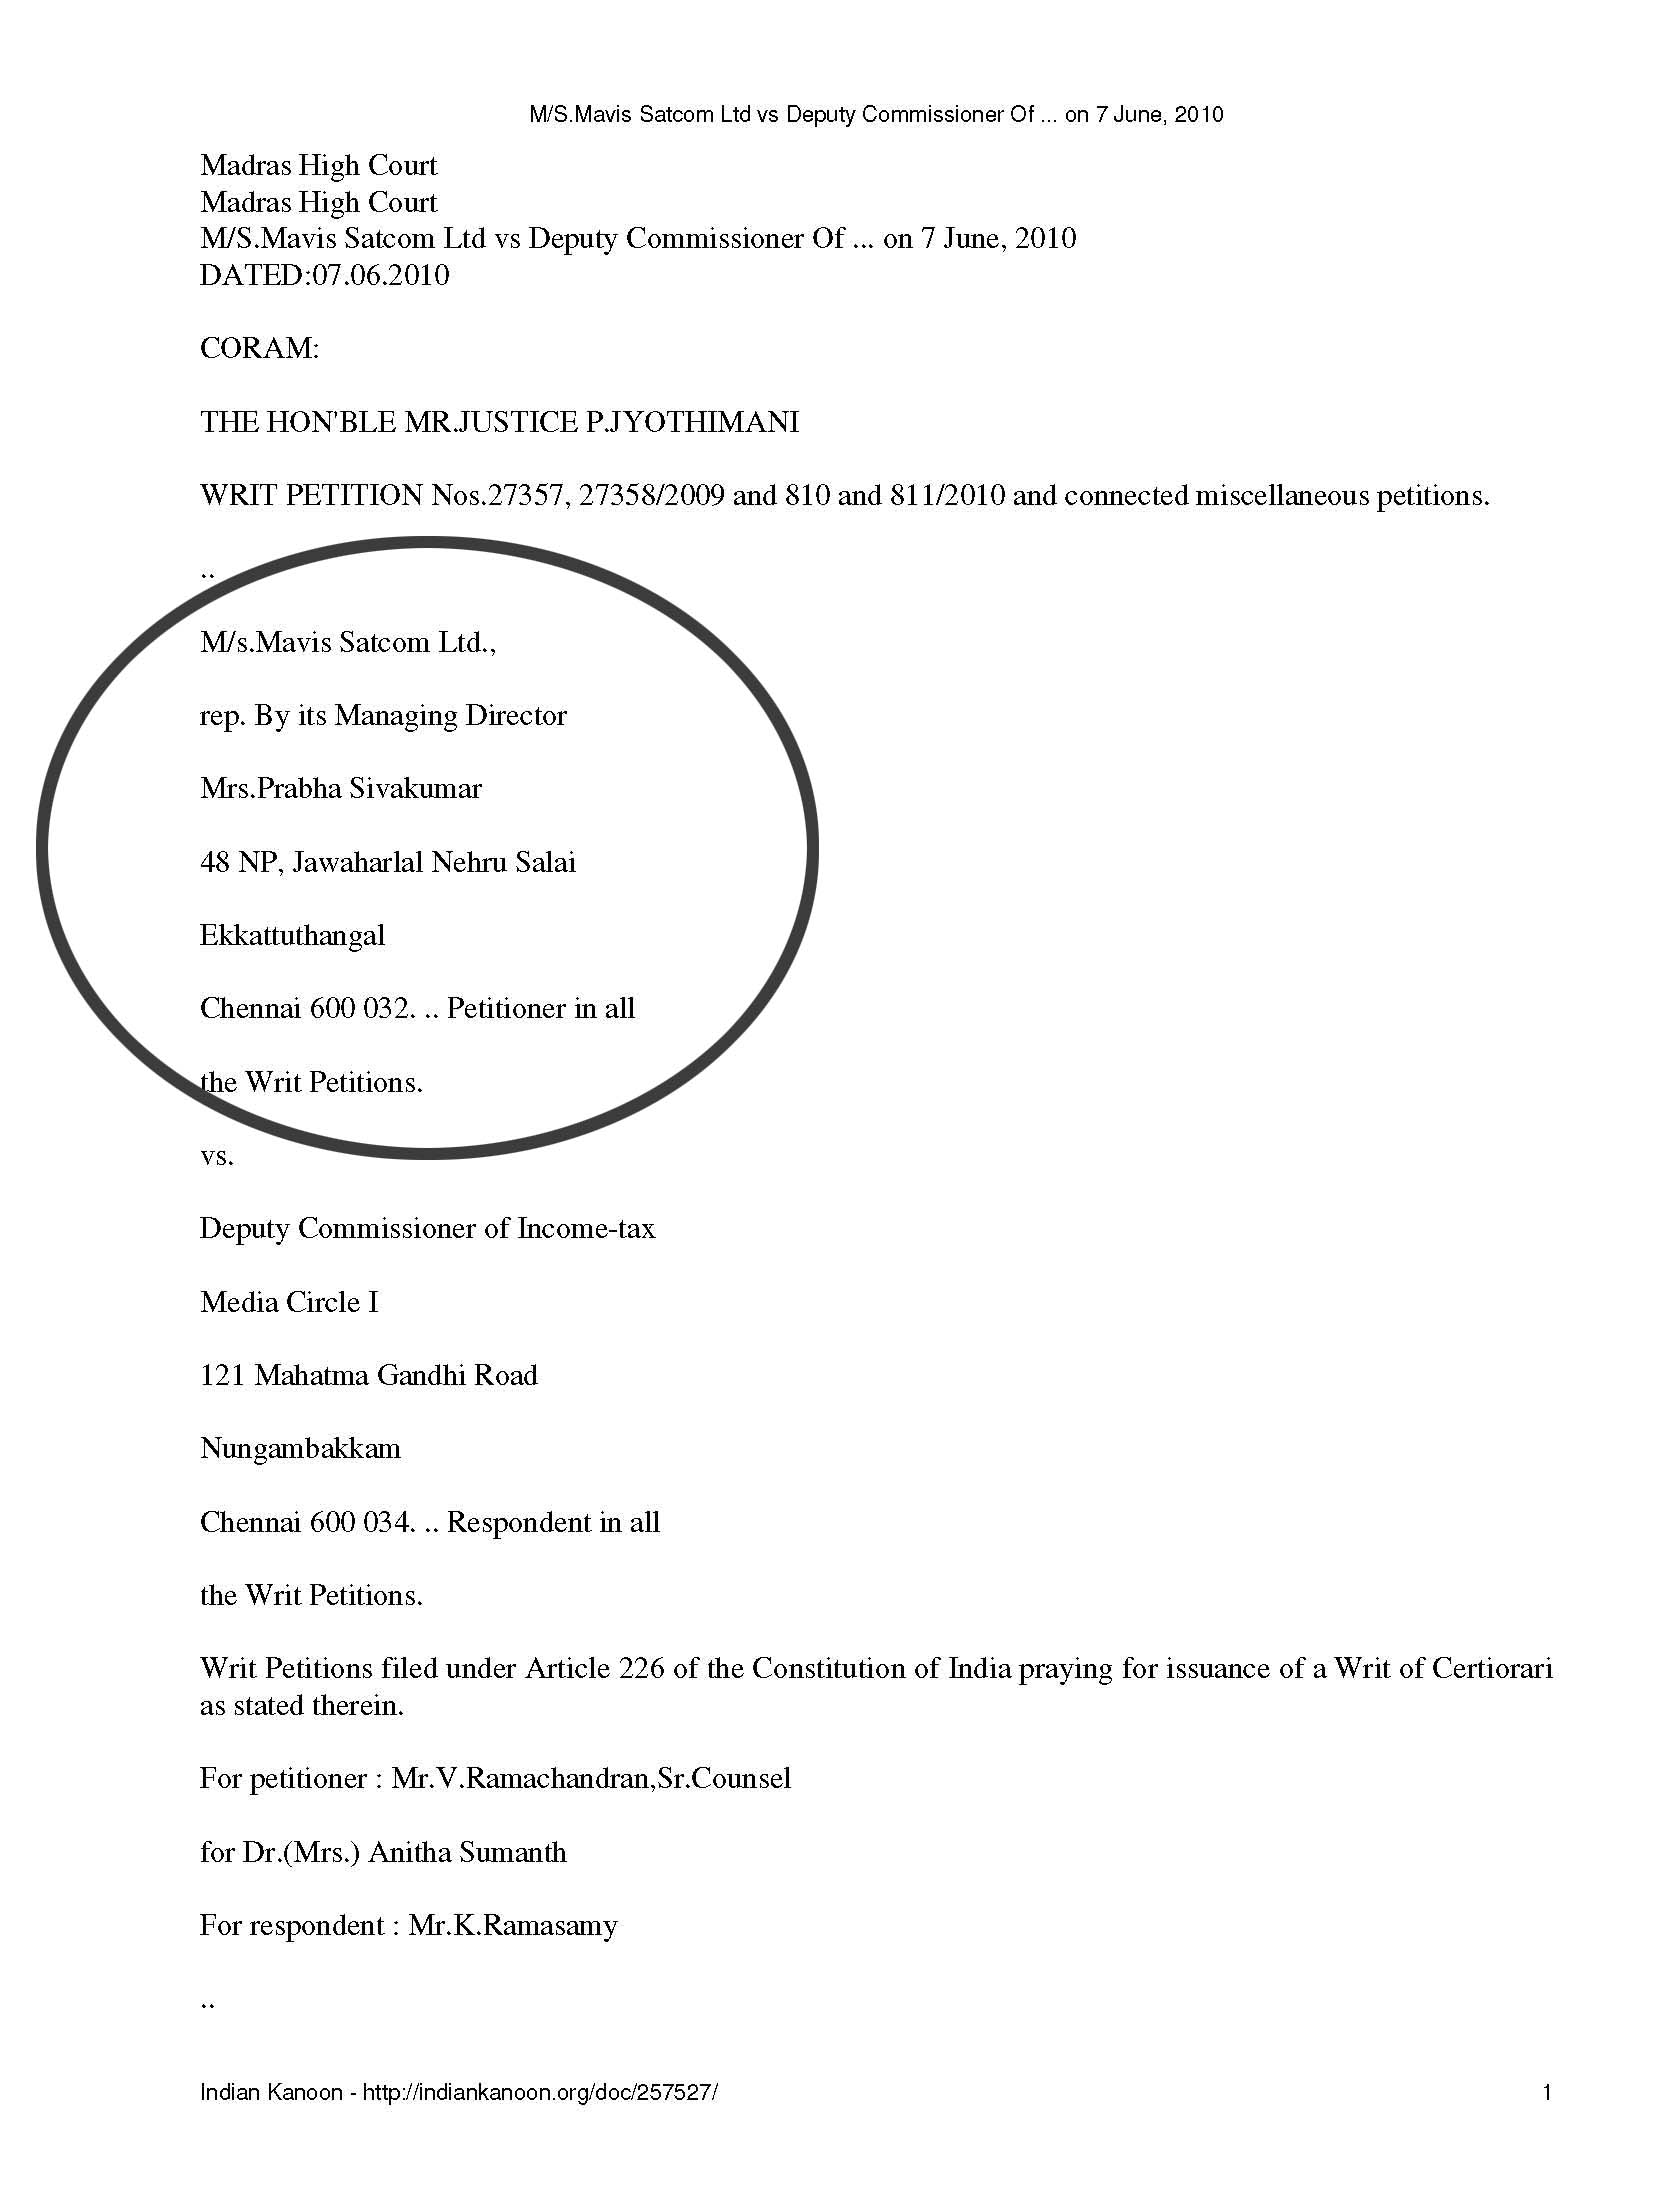 M/S.Mavis Satcom Ltd vs Deputy Commissioner Of ... on 7 June, 2010
Madras High Court
Madras High Court
M/S.Mavis Satcom Ltd vs Deputy Commissioner Of ... on 7 June, 2010
DATED:07.06.2010
CORAM:
THE HON'BLE MR.JUSTICE P.JYOTHIMANI
WRIT PETITION Nos.27357, 27358/2009 and 810 and 811/2010 and connected miscellaneous petitions.
..
M/s.Mavis Satcom Ltd.,
rep. By its Managing Director
Mrs.Prabha Sivakumar
48 NP, Jawaharlal Nehru Salai
Ekkattuthangal
Chennai 600 032. .. Petitioner in all
the Writ Petitions.
vs.
Deputy Commissioner of Income-tax
Media Circle I
121 Mahatma Gandhi Road
Nungambakkam
Chennai 600 034. .. Respondent in all
the Writ Petitions.
Writ Petitions filed under Article 226 of the Constitution of India praying for issuance of a Writ of Certiorari
as stated therein.
For petitioner : Mr.V.Ramachandran,Sr.Counsel
for Dr.(Mrs.) Anitha Sumanth
For respondent : Mr.K.Ramasamy
..
Indian Kanoon - http://indiankanoon.org/doc/257527/ 1